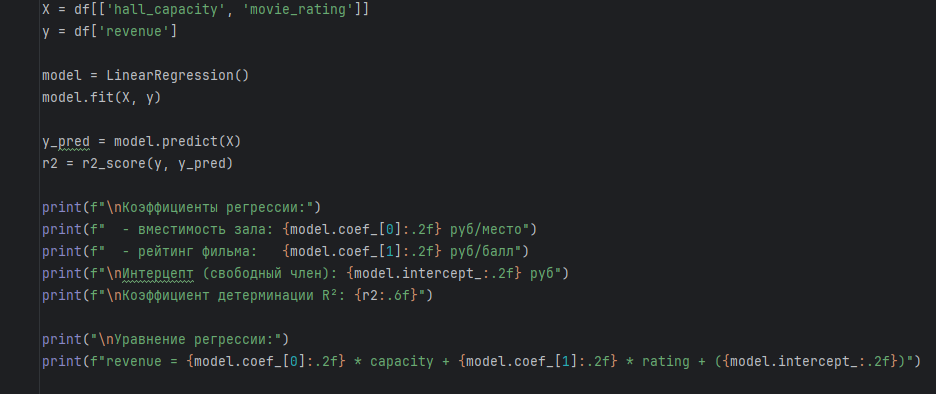 X = df[['hall_capacity', 'movie_rating']]
y = df['revenue']
model = LinearRegression()
model.fit(X, y)
y_pred = model.predict(X)
r2 = r2_score(y, y_pred)
print(f"\nКоэффициенты регрессии:")
print(f"  - вместимость зала: {model.coef_[0]:.2f} руб/место")
print(f"  - рейтинг фильма:   {model.coef_[1]:.2f} руб/балл")
print(f"\nИнтерцепт (свободный член): {model.intercept_:.2f} руб")
print(f"\nКоэффициент детерминации R²: {r2:.6f}")
print("\nУравнение регрессии:")
print(f"revenue = {model.coef_[0]:.2f} * capacity + {model.coef_[1]:.2f} * rating + ({model.intercept_:.2f})")